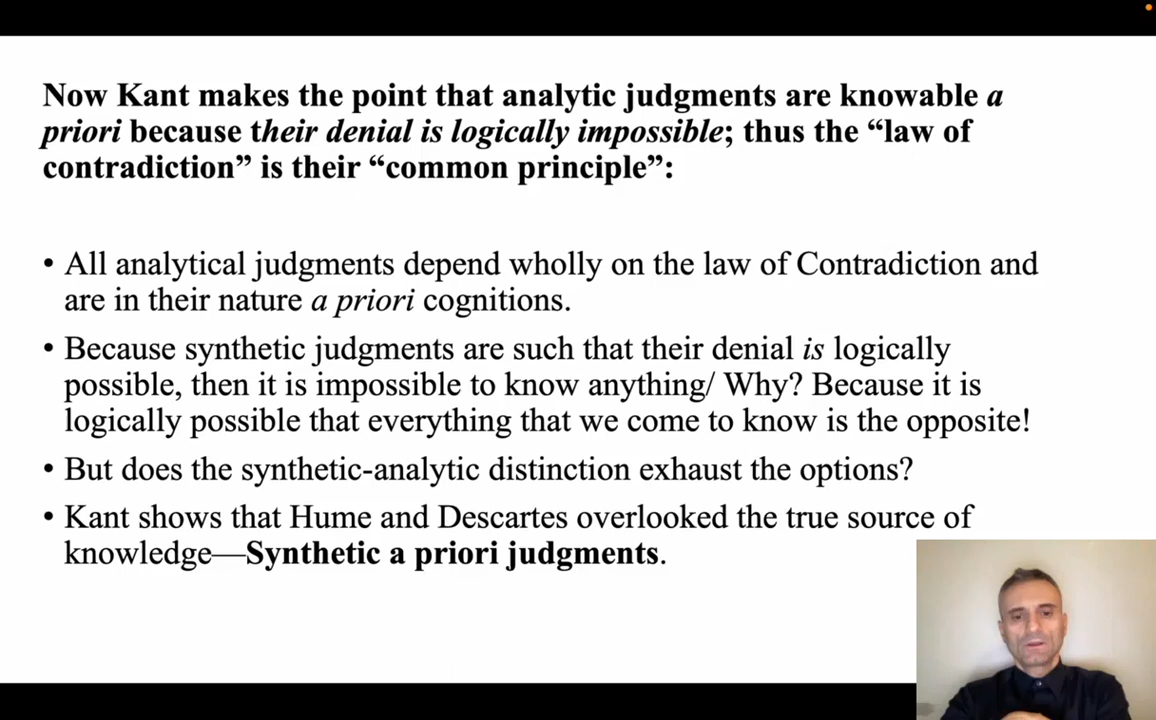 Now Kant makes the point that analytic judgments are knowable a
priori because their denial is logically impossible; thus the “law of
contradiction” is their “common principle”:
• All analytical judgments depend wholly on the law of Contradiction and
are in their nature a priori cognitions.
• Because synthetic judgments are such that their denial is logically
possible, then it is impossible to know anything/ Why? Because it is
logically possible that everything that we come to know is the opposite!
• But does the synthetic-analytic distinction exhaust the options?
• Kant shows that Hume and Descartes overlooked the true source of
knowledge—Synthetic a priori judgments.